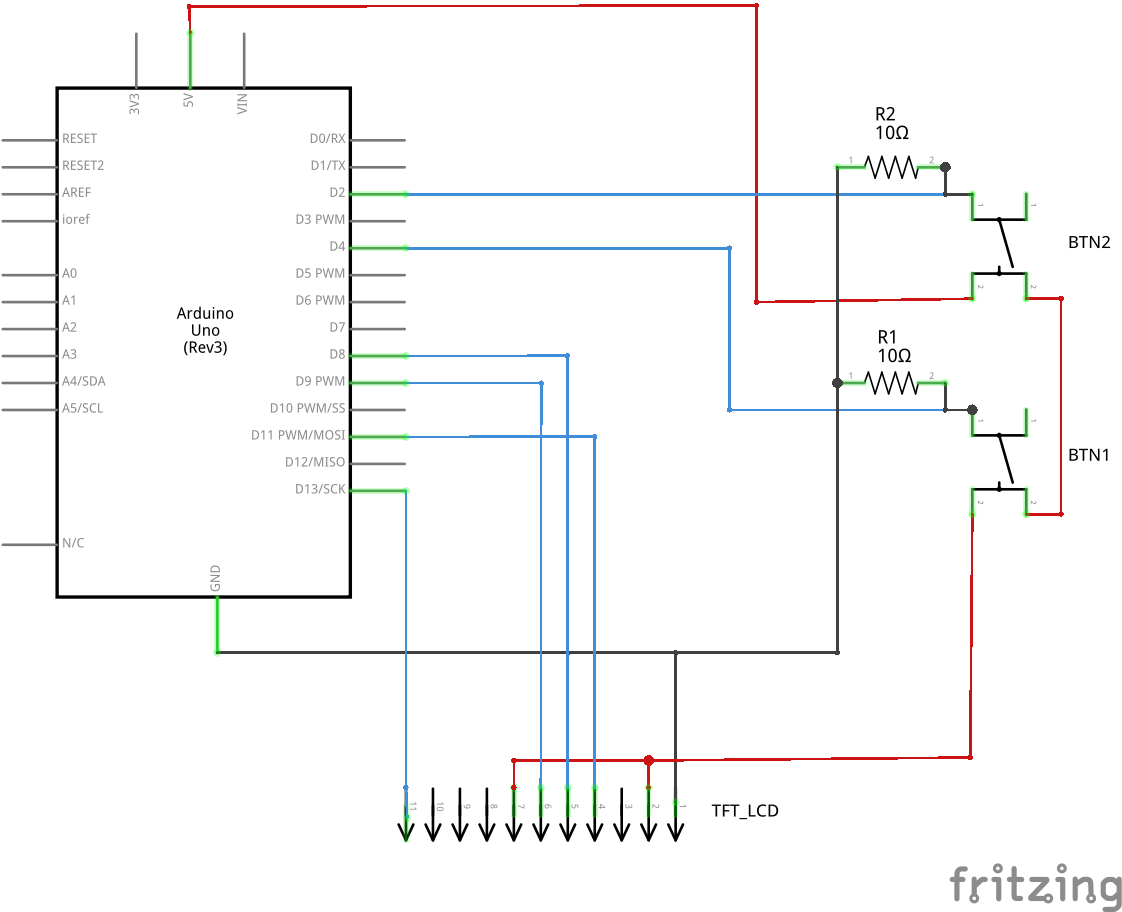 3V3
5V
VIN
RESET
RESET2
AREF
ioref
A0
A1
A2
A3
A4/SDA
A5/SCL
N/C
Arduino
Uno
(Rev3)
D0/RX
D1/TX
D2
D3 PWM
D4
D5 PWM
D6 PWM
D7
D8
D9 PWM
D10 PWM/SS
D11 PWM/MOSI
D12/MISO
D13/SCK
GND
R2
10Ω
1
2
1
1
BTN2
2
2
R1
10Ω
1
2
1
1
BTN1
2
2
11
10
9
8
7
6
5
4
3
2
1
TFT_LCD
fritzing